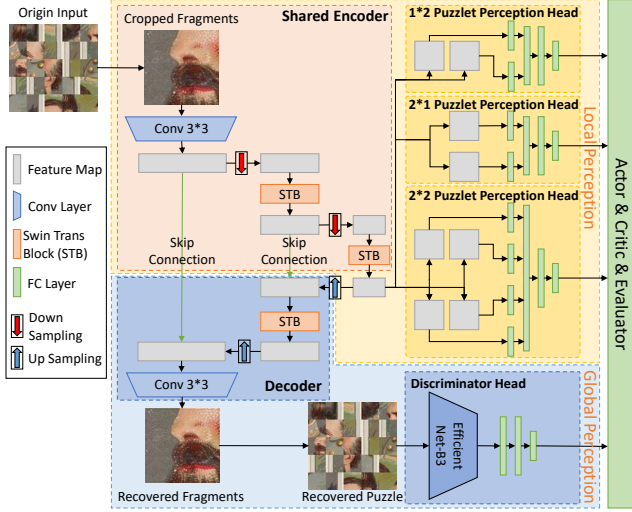 Origin Input
Cropped Fragments
Shared Encoder
Conv 3*3
STB
STB
Skip
Connection
Skip
Connection
Feature Map
Conv Layer
Swin Trans
Block (STB)
FC Layer
Down
Sampling
Up Sampling
STB
Conv 3*3
Decoder
Recovered Fragments
Recovered Puzzle
1*2 Puzzlet Perception Head
2*1 Puzzlet Perception Head
2*2 Puzzlet Perception Head
Local Perception
Discriminator Head
Efficient
Net-B3
Global Perception
Actor & Critic & Evaluator